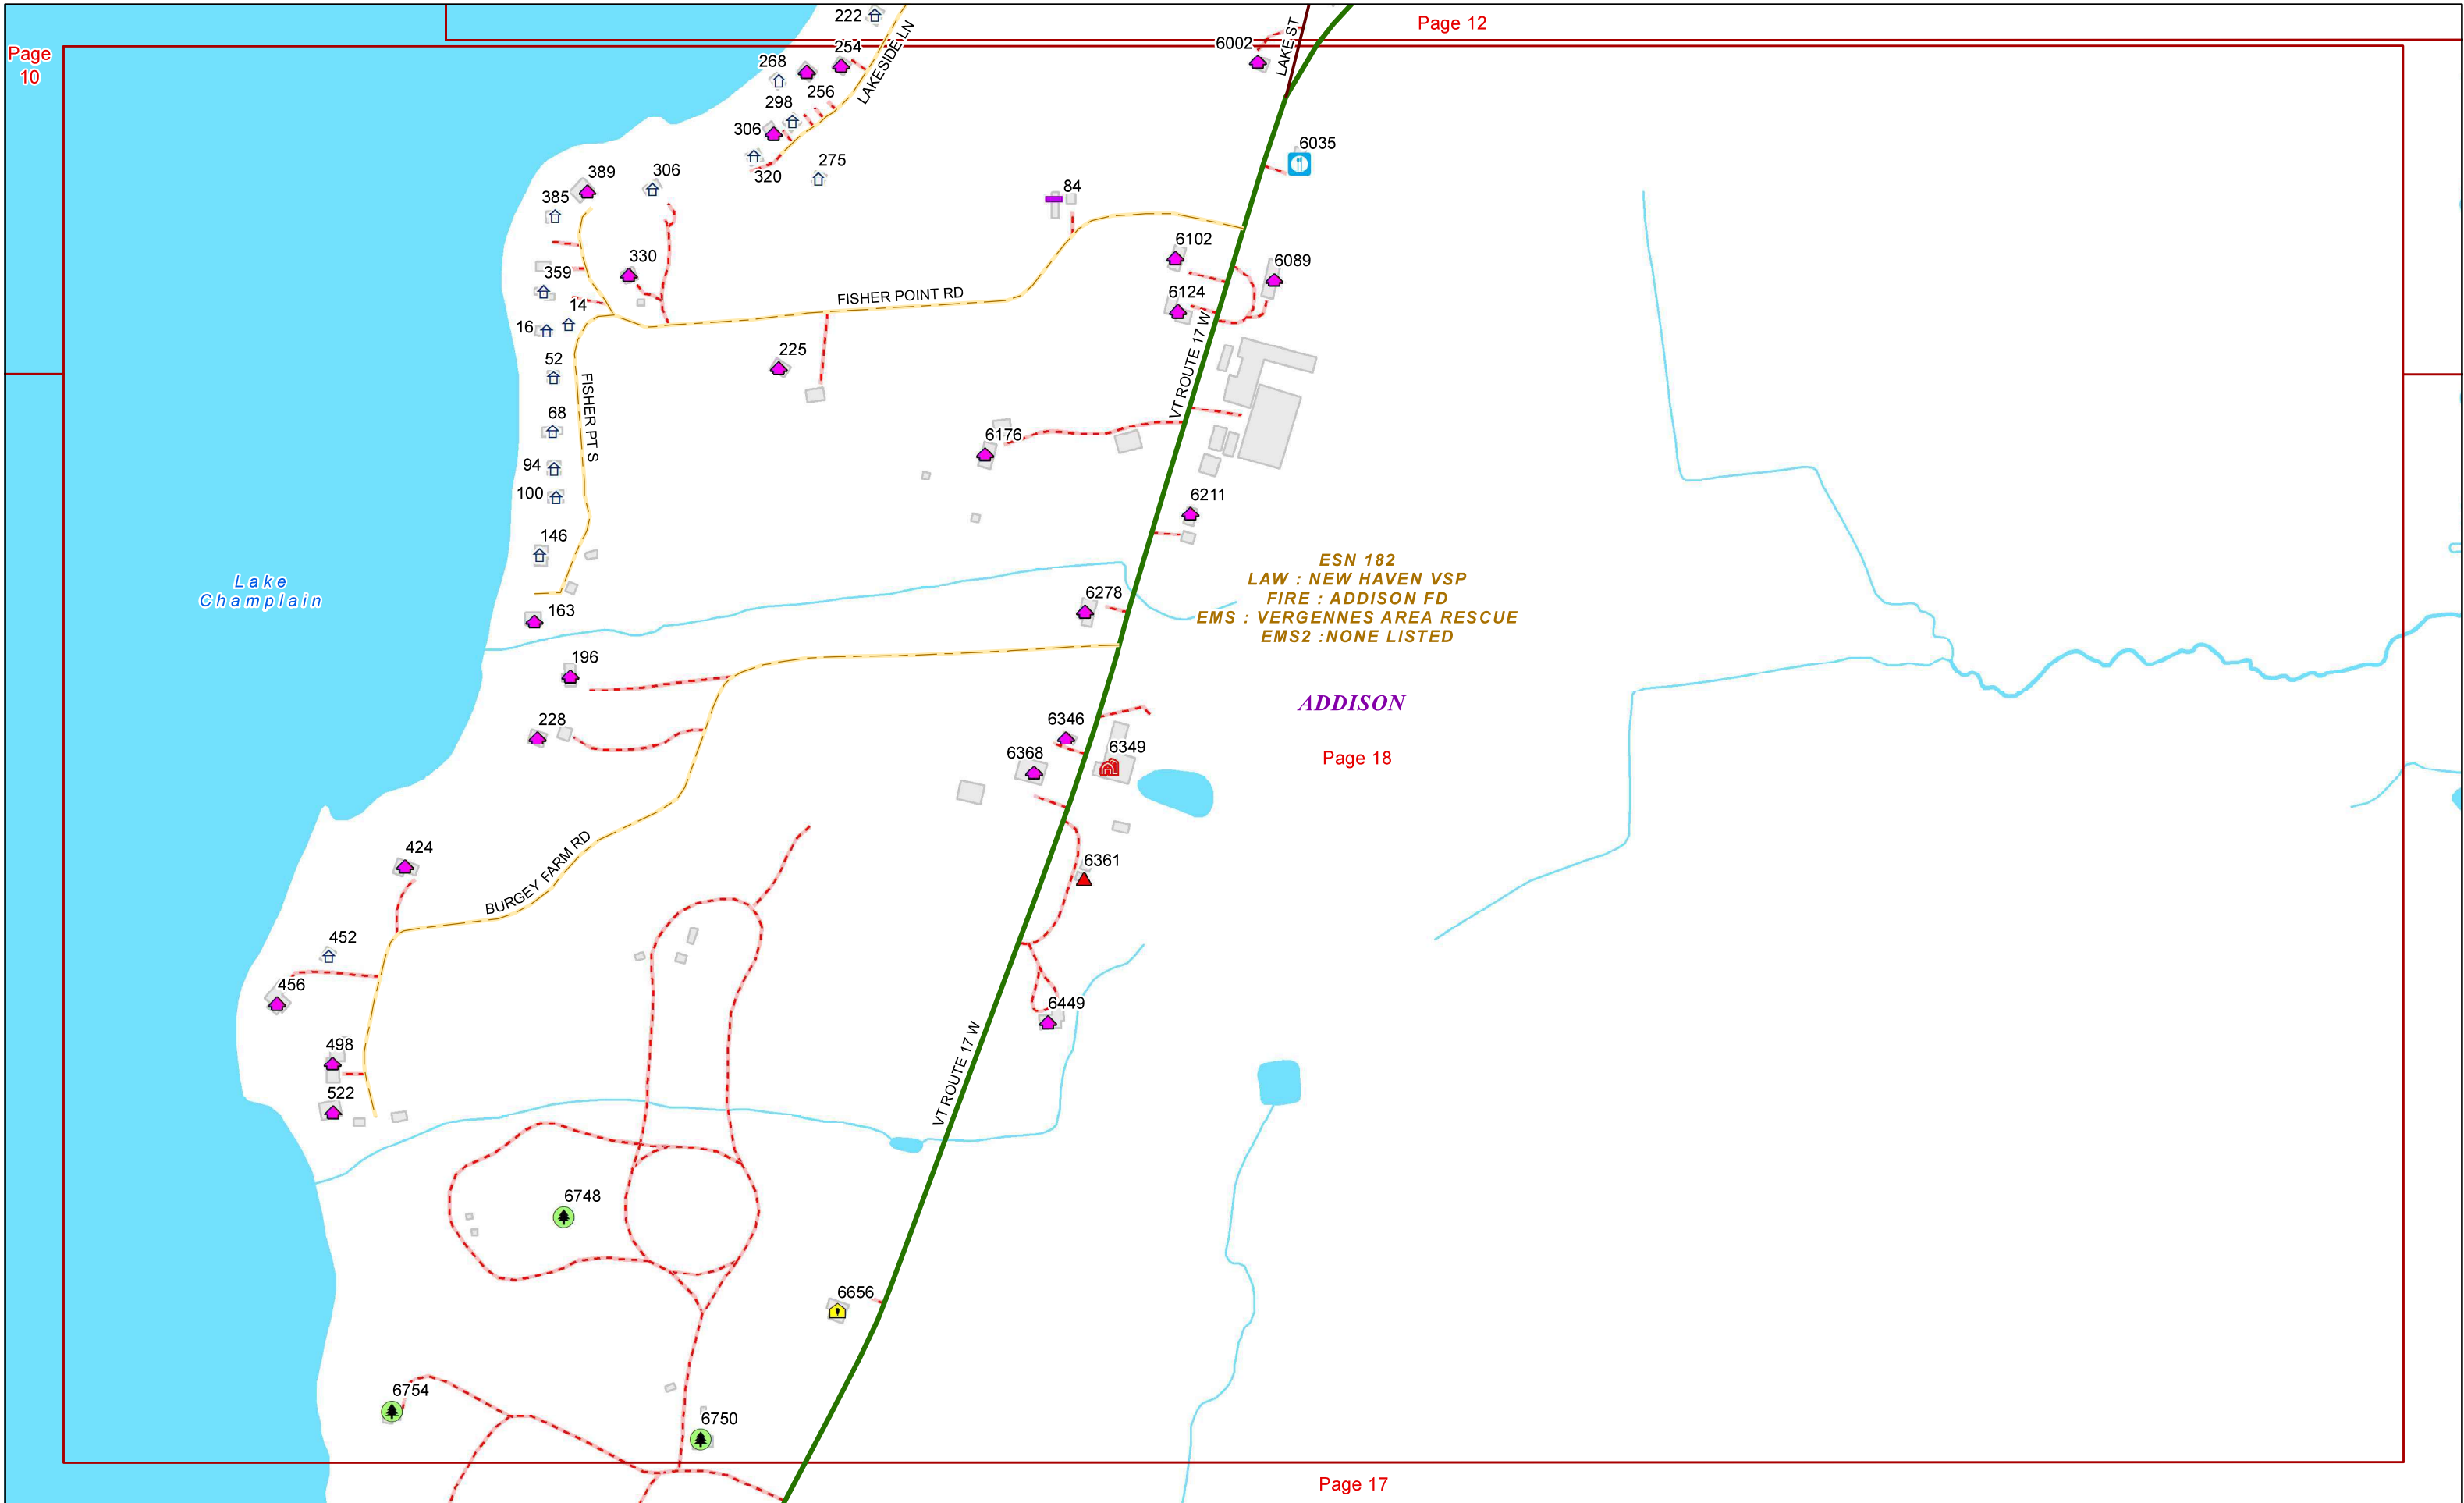 Page 12
Page
10
222
254
LAKESIDE LN
268
256
298
306
320
275
6002
LAKE ST
6035
389
306
385
84
330
359
14
16
6102
6089
6124
FISHER POINT RD
VT ROUTE 17 W
225
52
FISHER PT S
68
94
100
146
163
6176
6211
ESN 182
LAW : NEW HAVEN VSP
FIRE : ADDISON FD
EMS : VERGENNES AREA RESCUE
EMS2 :NONE LISTED
Lake
Champlain
6278
196
228
ADDISON
6346
6349
6368
Page 18
424
BURGEY FARM RD
6361
452
456
6449
498
522
VT ROUTE 17 W
6748
6656
6754
6750
Page 17